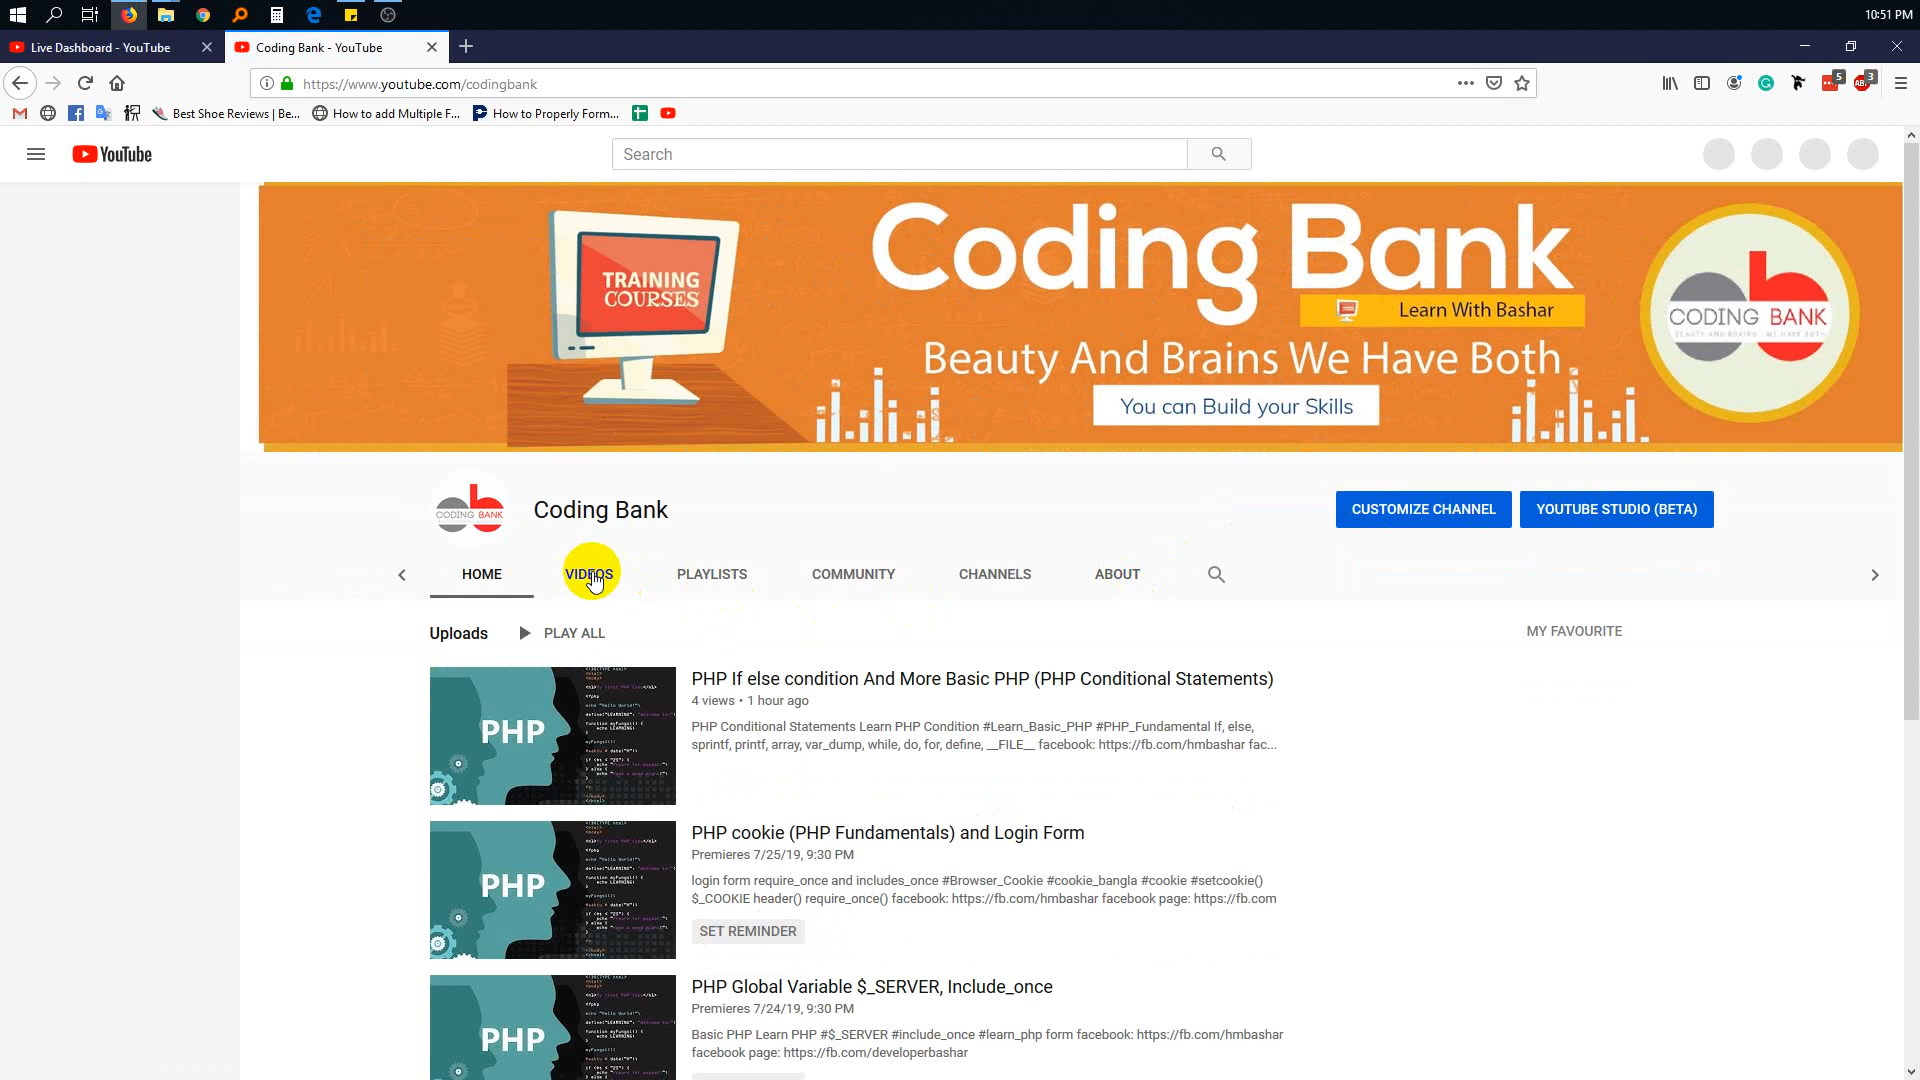 10:51 PM
Live Dashboard - YouTube
Coding Bank - YouTube
https://www.youtube.com/codingbank
5
3
Best Shoe Reviews | Be...
How to add Multiple F...
How to Properly Form...
YouTube
Search
TRAINING
COURSES
Coding Bank
Learn With Bashar
Beauty And Brains We Have Both
You can Build your Skills
CODING BANK
BEAUTY AND BRAINS WE HAVE BOTH
CODING BANK
Coding Bank
CUSTOMIZE CHANNEL
YOUTUBE STUDIO (BETA)
HOME
VIDEOS
PLAYLISTS
COMMUNITY
CHANNELS
ABOUT
Uploads
PLAY ALL
MY FAVOURITE
PHP
PHP If else condition And More Basic PHP (PHP Conditional Statements)
4 views • 1 hour ago
PHP Conditional Statements Learn PHP Condition #Learn_Basic_PHP #PHP_Fundamental If, else,
sprintf, printf, array, var_dump, while, do, for, define, __FILE__ facebook: https://fb.com/hmbashar fac...
PHP
PHP cookie (PHP Fundamentals) and Login Form
Premieres 7/25/19, 9:30 PM
login form require_once and includes_once #Browser_Cookie #cookie_bangla #cookie #setcookie()
$_COOKIE header() require_once() facebook: https://fb.com/hmbashar facebook page: https://fb.com
SET REMINDER
PHP
PHP Global Variable $_SERVER, Include_once
Premieres 7/24/19, 9:30 PM
Basic PHP Learn PHP #$_SERVER #include_once #learn_php form facebook: https://fb.com/hmbashar
facebook page: https://fb.com/developerbashar